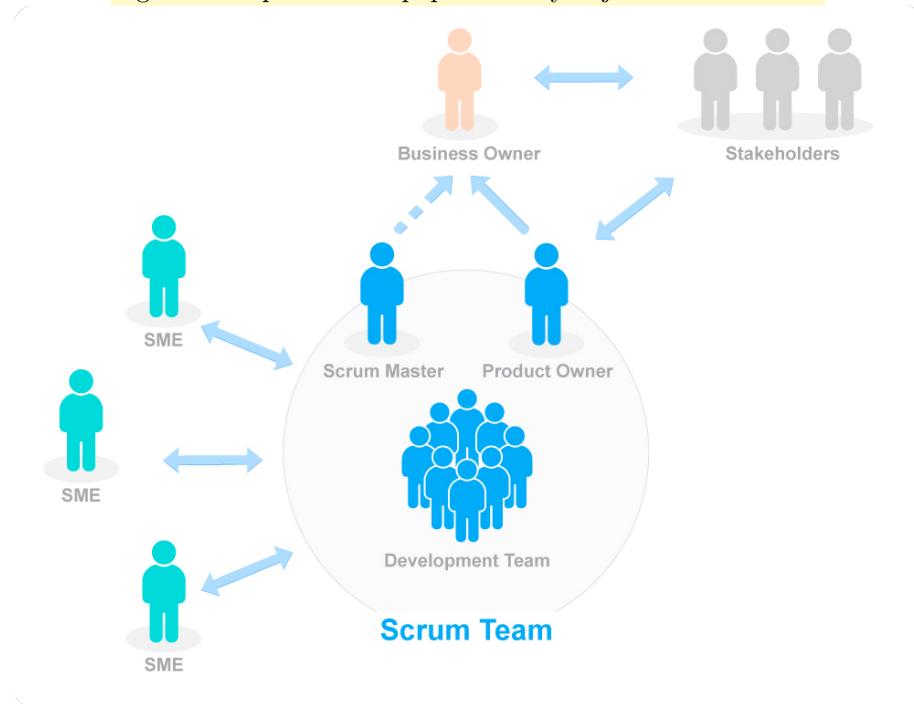 Business Owner
Stakeholders
SME
Scrum Master
Product Owner
SME
Development Team
Scrum Team
SME